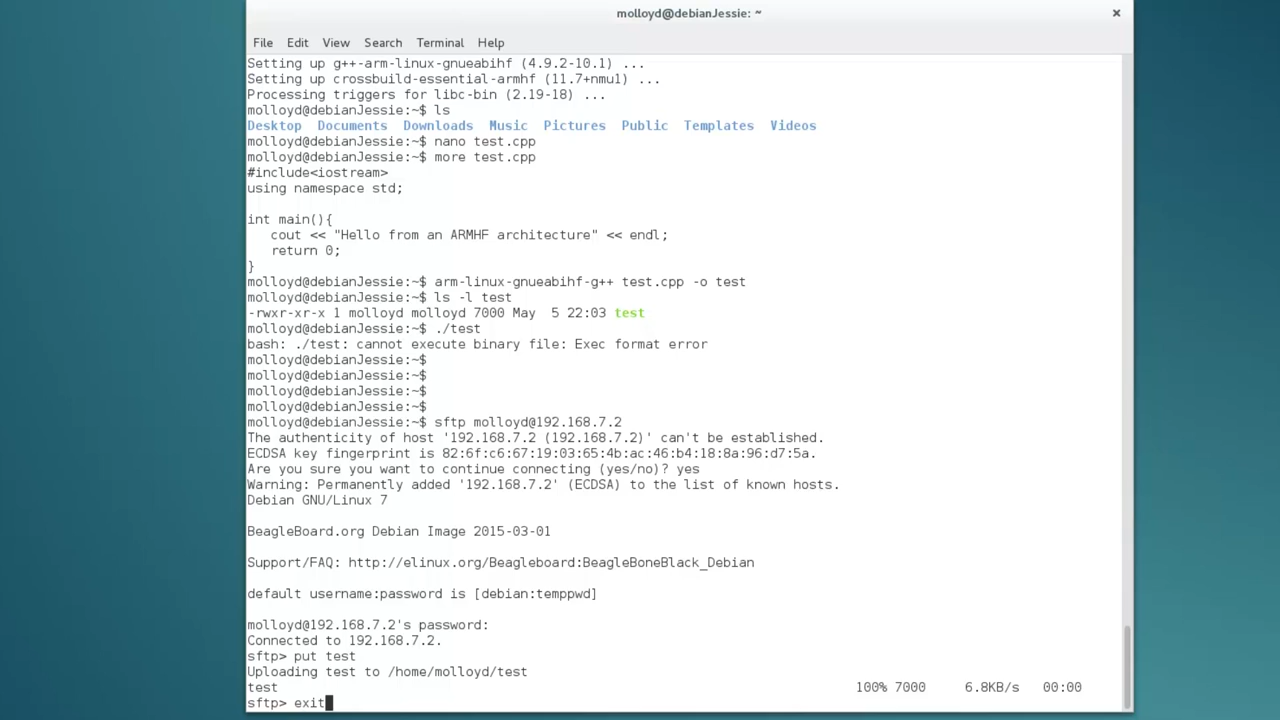 molloyd@debianJessie: ~
×
File Edit View Search Terminal Help
Setting up g++-arm-linux-gnueabihf (4.9.2-10.1) ...
Setting up crossbuild-essential-armhf (11.7+nmu1) ...
Processing triggers for libc-bin (2.19-18) ...
molloyd@debianJessie:~$ ls
Desktop Documents Downloads Music Pictures Public Templates Videos
molloyd@debianJessie:~$ nano test.cpp
molloyd@debianJessie:~$ more test.cpp
#include<iostream>
using namespace std;
int main(){
cout << "Hello from an ARMHF architecture" << endl;
return 0;
}
molloyd@debianJessie:~$ arm-linux-gnueabihf-g++ test.cpp -o test
molloyd@debianJessie:~$ ls -l test
-rwxr-xr-x 1 molloyd molloyd 7000 May 5 22:03 test
molloyd@debianJessie:~$ ./test
bash: ./test: cannot execute binary file: Exec format error
molloyd@debianJessie:~$
molloyd@debianJessie:~$
molloyd@debianJessie:~$
molloyd@debianJessie:~$
molloyd@debianJessie:~$ sftp molloyd@192.168.7.2
The authenticity of host '192.168.7.2 (192.168.7.2)' can't be established.
ECDSA key fingerprint is 82:6f:c6:67:19:03:65:4b:ac:46:b4:18:8a:96:d7:5a.
Are you sure you want to continue connecting (yes/no)? yes
Warning: Permanently added '192.168.7.2' (ECDSA) to the list of known hosts.
Debian GNU/Linux 7
BeagleBoard.org Debian Image 2015-03-01
Support/FAQ: http://elinux.org/Beagleboard:BeagleBoneBlack_Debian
default username:password is [debian:temppwd]
molloyd@192.168.7.2's password:
Connected to 192.168.7.2.
sftp> put test
Uploading test to /home/molloyd/test
test 100% 7000 6.8KB/s 00:00
sftp> exit